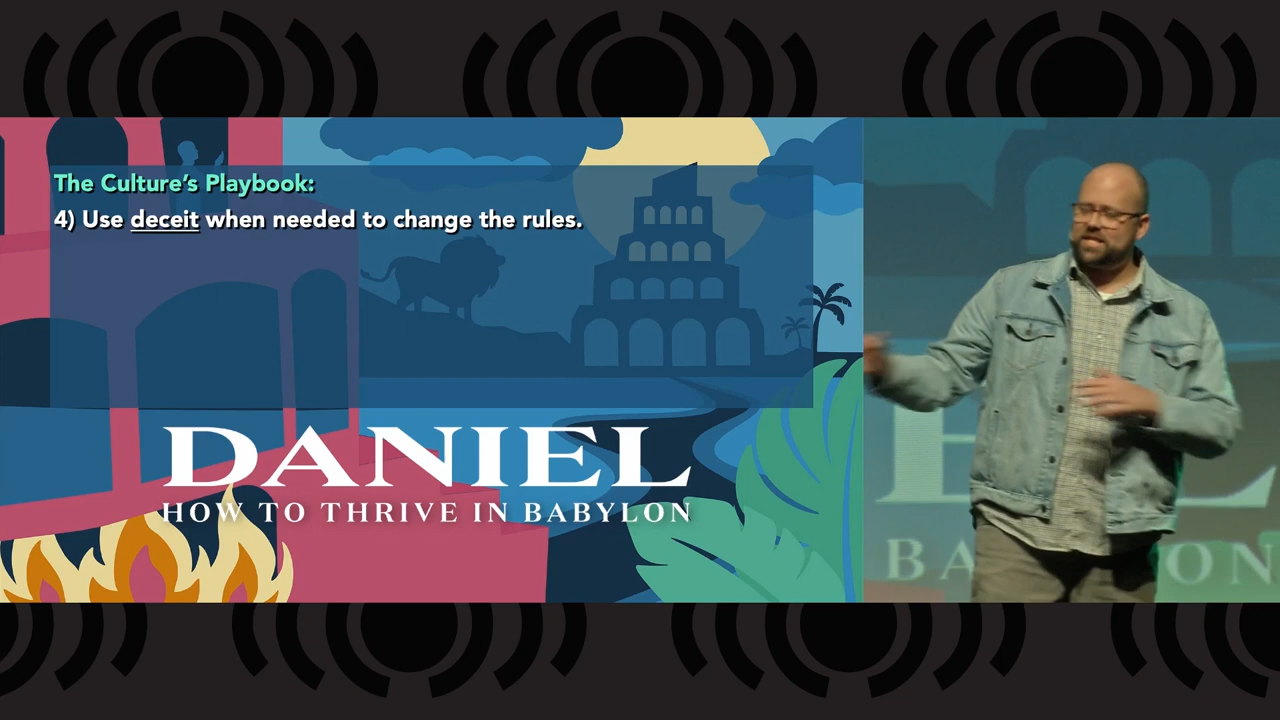 The Culture's Playbook:
4) Use deceit when needed to change the rules.
DANIEL
HOW TO THRIVE IN BABYLON